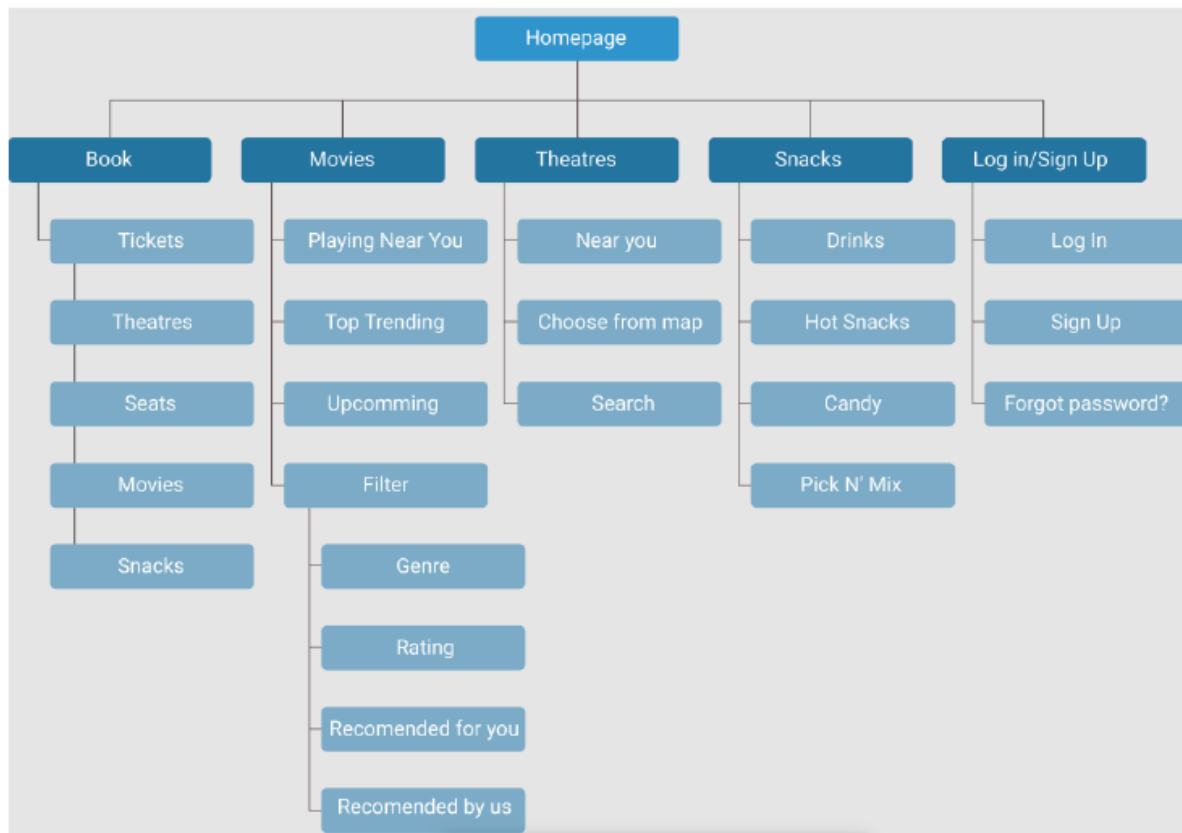 Homepage
Book
Movies
Theatres
Snacks
Log in/Sign Up
Tickets
Theatres
Seats
Movies
Snacks
Playing Near You
Top Trending
Upcomming
Filter
Genre
Rating
Recomended for you
Recomended by us
Near you
Choose from map
Search
Drinks
Hot Snacks
Candy
Pick N' Mix
Log In
Sign Up
Forgot password?